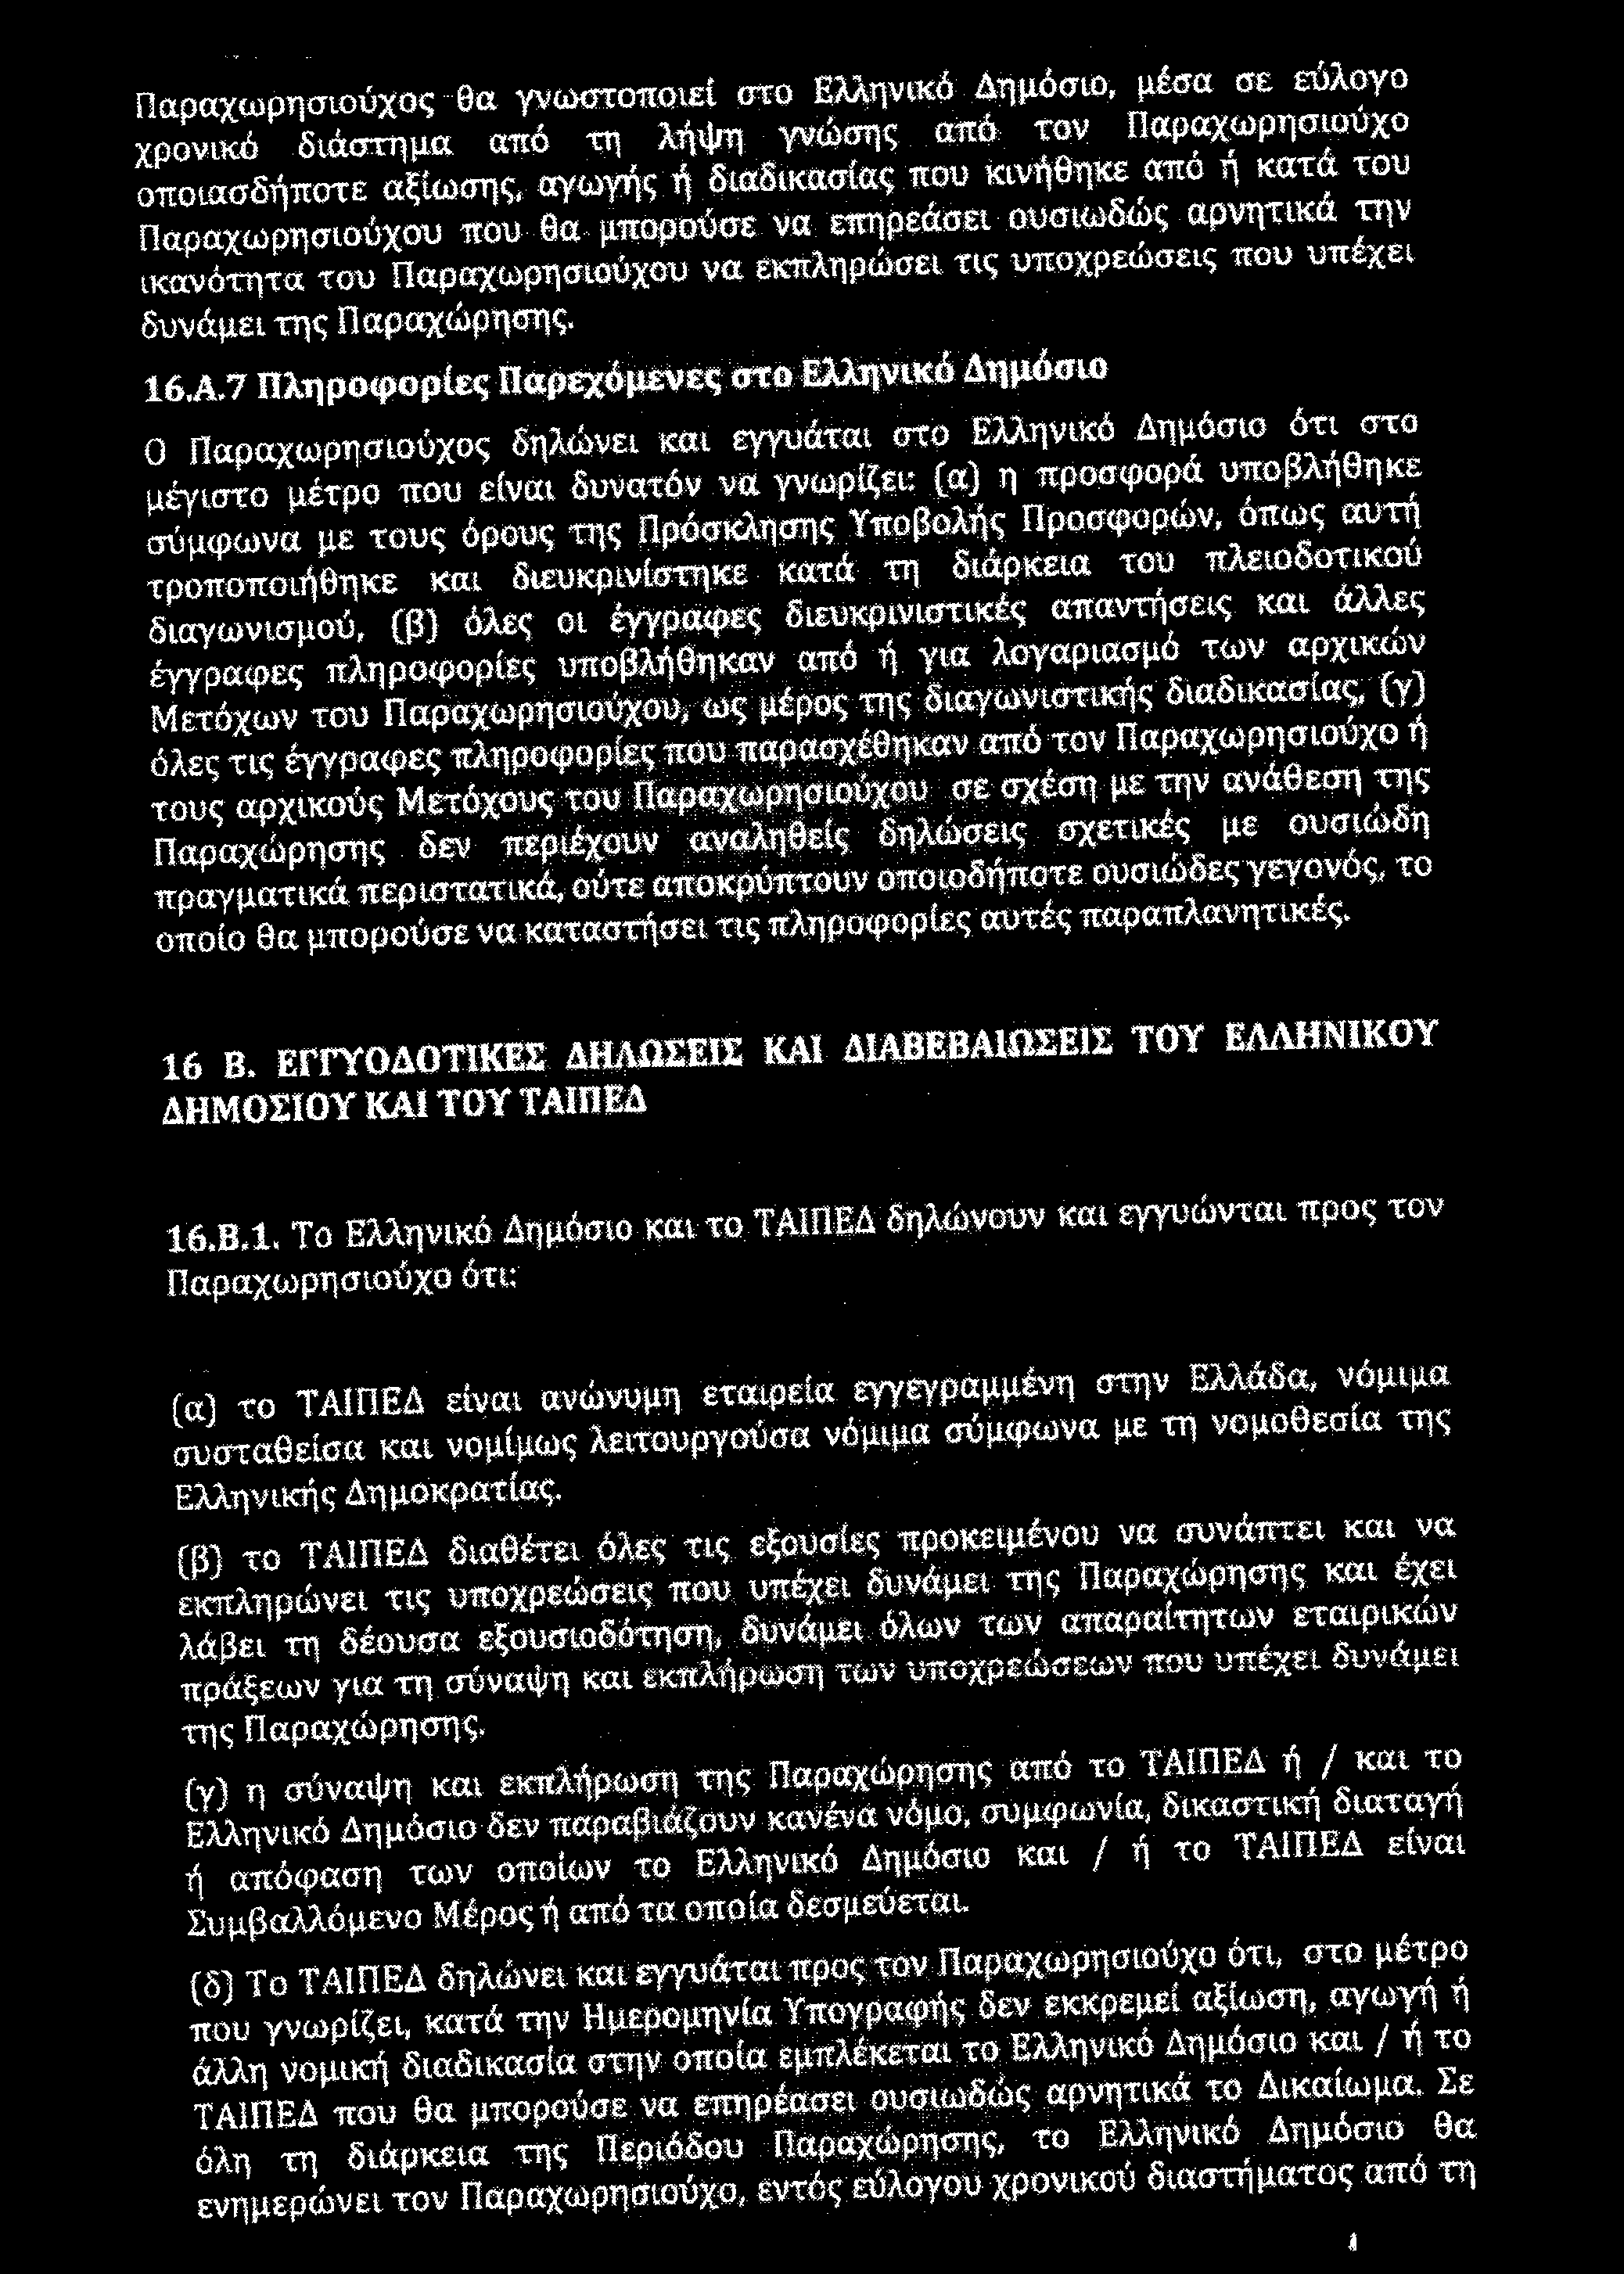 Παραχωρησιούχος θα γνωστοποιεί στο Ελληνικό Δημόσιο, μέσα σε εύλογο
χρονικό διάστημα από τη λήψη γνώσης από τον Παραχωρησιούχο
οποιασδήποτε αξίωσης, αγωγής ή διαδικασίας που κινήθηκε από ή κατά του
Παραχωρησιούχου που θα μπορούσε να επηρεάσει ουσιωδώς αρνητικά την
ικανότητα του Παραχωρησιούχου να εκπληρώσει τις υποχρεώσεις που υπέχει
δυνάμει της Παραχώρησης.
16.Α.7 Πληροφορίες Παρεχόμενες στο Ελληνικό Δημόσιο
Ο Παραχωρησιούχος δηλώνει και εγγυάται στο Ελληνικό Δημόσιο ότι στο
μέγιστο μέτρο που είναι δυνατόν να γνωρίζει: (α) η προσφορά υποβλήθηκε
σύμφωνα με τους όρους της Πρόσκλησης Υποβολής Προσφορών, όπως αυτή
τροποποιήθηκε και διευκρινίστηκε κατά τη διάρκεια του πλειοδοτικού
διαγωνισμού, (β) όλες οι έγγραφες διευκρινιστικές απαντήσεις και άλλες
έγγραφες πληροφορίες υποβλήθηκαν από ή για λογαριασμό των αρχικών
Μετόχων του Παραχωρησιούχου, ως μέρος της διαγωνιστικής διαδικασίας, (γ)
όλες τις έγγραφες πληροφορίες που παρασχέθηκαν από τον Παραχωρησιούχο ή
τους αρχικούς Μετόχους του Παραχωρησιούχου σε σχέση με την ανάθεση της
Παραχώρησης δεν περιέχουν αναληθείς δηλώσεις σχετικές με ουσιώδη
πραγματικά περιστατικά, ούτε αποκρύπτουν οποιοδήποτε ουσιώδες γεγονός, το
οποίο θα μπορούσε να καταστήσει τις πληροφορίες αυτές παραπλανητικές.
16 Β. ΕΓΓΥΟΔΟΤΙΚΕΣ ΔΗΛΩΣΕΙΣ ΚΑΙ ΔΙΑΒΕΒΑΙΩΣΕΙΣ ΤΟΥ ΕΛΛΗΝΙΚΟΥ
ΔΗΜΟΣΙΟΥ ΚΑΙ ΤΟΥ ΤΑΙΠΕΔ
16.Β.1. Το Ελληνικό Δημόσιο και το ΤΑΙΠΕΔ δηλώνουν και εγγυώνται προς τον
Παραχωρησιούχο ότι:
(α) το ΤΑΙΠΕΔ είναι ανώνυμη εταιρεία εγγεγραμμένη στην Ελλάδα, νόμιμα
συσταθείσα και νομίμως λειτουργούσα νόμιμα σύμφωνα με τη νομοθεσία της
Ελληνικής Δημοκρατίας.
(β) το ΤΑΙΠΕΔ διαθέτει όλες τις εξουσίες προκειμένου να συνάπτει και να
εκπληρώνει τις υποχρεώσεις που υπέχει δυνάμει της Παραχώρησης και έχει
λάβει τη δέουσα εξουσιοδότηση, δυνάμει όλων των απαραίτητων εταιρικών
πράξεων για τη σύναψη και εκπλήρωση των υποχρεώσεων που υπέχει δυνάμει
της Παραχώρησης.
(γ) η σύναψη και εκπλήρωση της Παραχώρησης από το ΤΑΙΠΕΔ ή / και το
Ελληνικό Δημόσιο δεν παραβιάζουν κανένα νόμο, συμφωνία, δικαστική διαταγή
ή απόφαση των οποίων το Ελληνικό Δημόσιο και / ή το ΤΑΙΠΕΔ είναι
Συμβαλλόμενο Μέρος ή από τα οποία δεσμεύεται.
(δ) Το ΤΑΙΠΕΔ δηλώνει και εγγυάται προς τον Παραχωρησιούχο ότι, στο μέτρο
που γνωρίζει, κατά την Ημερομηνία Υπογραφής δεν εκκρεμεί αξίωση, αγωγή ή
άλλη νομική διαδικασία στην οποία εμπλέκεται το Ελληνικό Δημόσιο και / ή το
ΤΑΙΠΕΔ που θα μπορούσε να επηρέασει ουσιωδώς αρνητικά το Δικαίωμα. Σε
όλη τη διάρκεια της Περιόδου Παραχώρησης, το Ελληνικό Δημόσιο θα
ενημερώνει τον Παραχωρησιούχο, εντός εύλογου χρονικού διαστήματος από τη